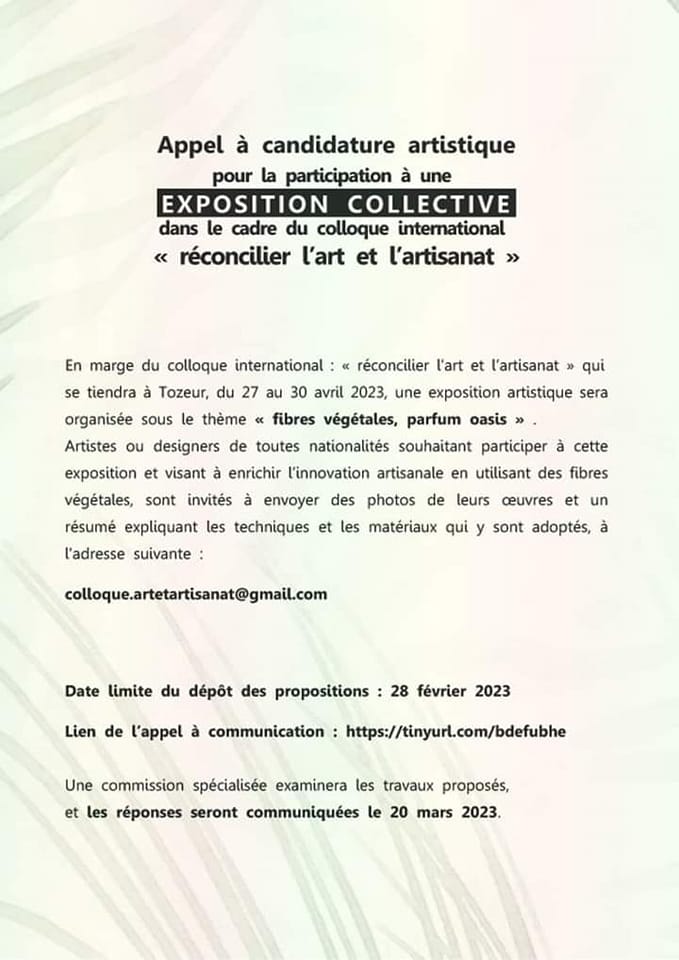 Appel à candidature artistique
pour la participation à une
EXPOSITION COLLECTIVE
dans le cadre du colloque international
« réconcilier l’art et l’artisanat »
En marge du colloque international : « réconcilier l'art et l’artisanat » qui
se tiendra à Tozeur, du 27 au 30 avril 2023, une exposition artistique sera
organisée sous le thème « fibres végétales, parfum oasis » .
Artistes ou designers de toutes nationalités souhaitant participer à cette
exposition et visant à enrichir l’innovation artisanale en utilisant des fibres
végétales, sont invités à envoyer des photos de leurs œuvres et un
résumé expliquant les techniques et les matériaux qui y sont adoptés, à
l'adresse suivante :
colloque.artetartisanat@gmail.com
Date limite du dépôt des propositions : 28 février 2023
Lien de l’appel à communication : https://tinyurl.com/bdefubhe
Une commission spécialisée examinera les travaux proposés,
et les réponses seront communiquées le 20 mars 2023.